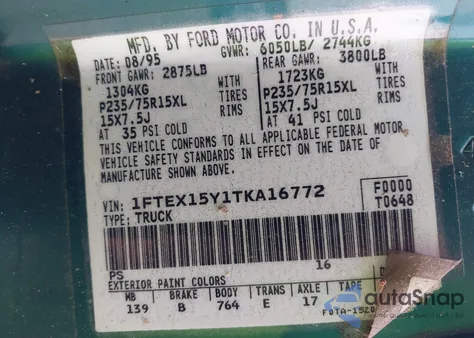 MFD. BY FORD MOTOR CO. IN U.S.A.
DATE: 08/95 GVWR: 6050LB/ 2744KG
FRONT GAWR: 2875LB REAR GAWR: 3800LB
1304KG WITH 1723KG WITH
P235/75R15XL TIRES P235/75R15XL TIRES
15X7.5J RIMS 15X7.5J RIMS
AT 35 PSI COLD AT 41 PSI COLD
THIS VEHICLE CONFORMS TO ALL APPLICABLE FEDERAL MOTOR
VEHICLE SAFETY STANDARDS IN EFFECT ON THE DATE OF
MANUFACTURE SHOWN ABOVE.
VIN: 1FTEX15Y1TKA16772 F0000
TYPE: TRUCK T0648
PS 16
EXTERIOR PAINT COLORS
WB BRAKE BODY TRANS AXLE TAPE
139 B 764 E 17
autoSnap